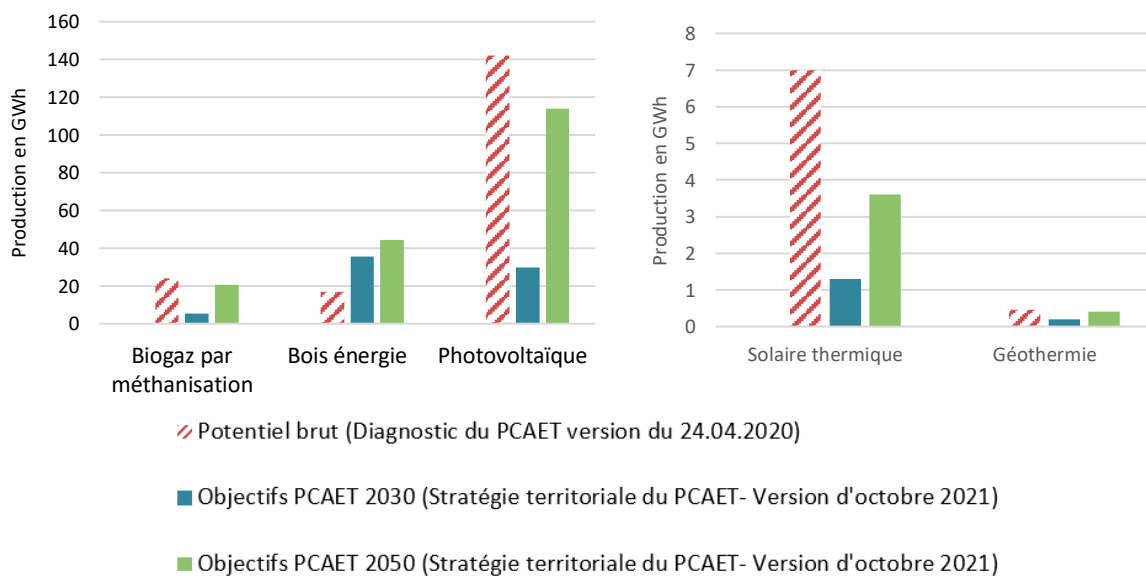 160
140
120
100
80
60
40
20
0
Production en GWh
Biogaz par
méthanisation
Bois énergie
Photovoltaïque
8
7
6
5
4
3
2
1
0
Production en GWh
Solaire thermique
Géothermie
Potentiel brut (Diagnostic du PCAET version du 24.04.2020)
Objectifs PCAET 2030 (Stratégie territoriale du PCAET- Version d'octobre 2021)
Objectifs PCAET 2050 (Stratégie territoriale du PCAET- Version d'octobre 2021)